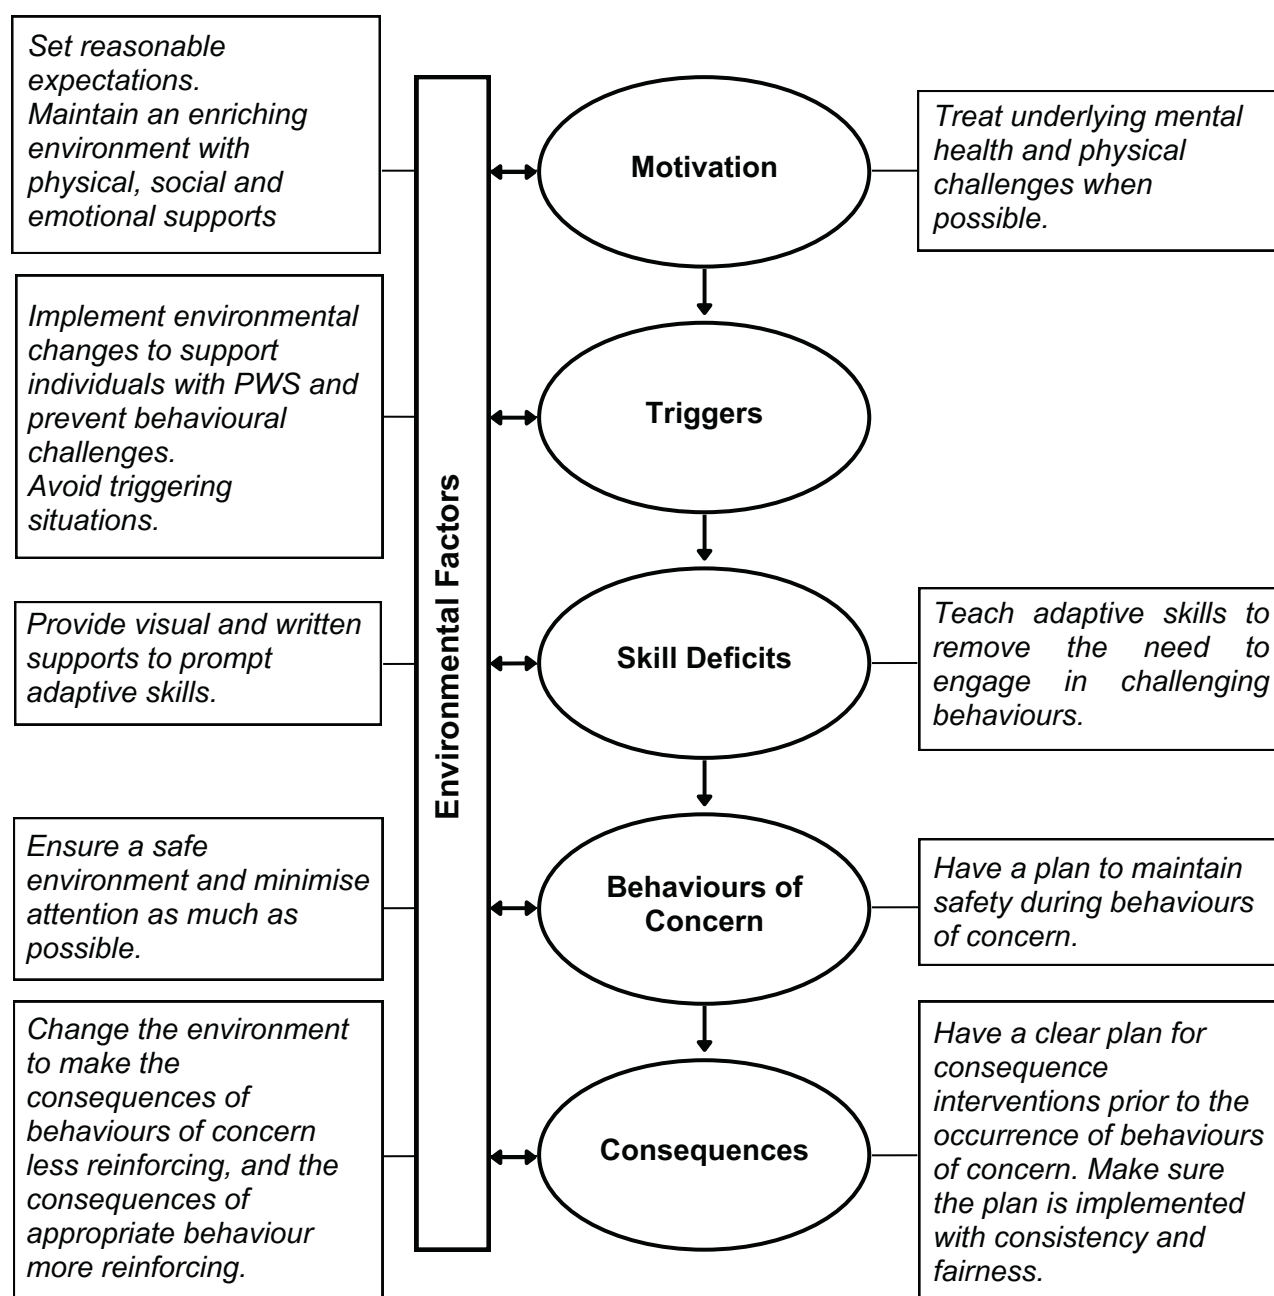 Set reasonable
expectations.
Maintain an enriching
environment with
physical, social and
emotional supports
Motivation
Treat underlying mental
health and physical
challenges when
possible.
Implement environmental
changes to support
individuals with PWS and
prevent behavioural
challenges.
Avoid triggering
situations.
Triggers
Environmental Factors
Provide visual and written
supports to prompt
adaptive skills.
Skill Deficits
Teach adaptive skills to
remove the need to
engage in challenging
behaviours.
Ensure a safe
environment and minimise
attention as much as
possible.
Behaviours of
Concern
Have a plan to maintain
safety during behaviours
of concern.
Change the environment
to make the
consequences of
behaviours of concern
less reinforcing, and the
consequences of
appropriate behaviour
more reinforcing.
Consequences
Have a clear plan for
consequence
interventions prior to the
occurrence of behaviours
of concern. Make sure
the plan is implemented
with consistency and
fairness.